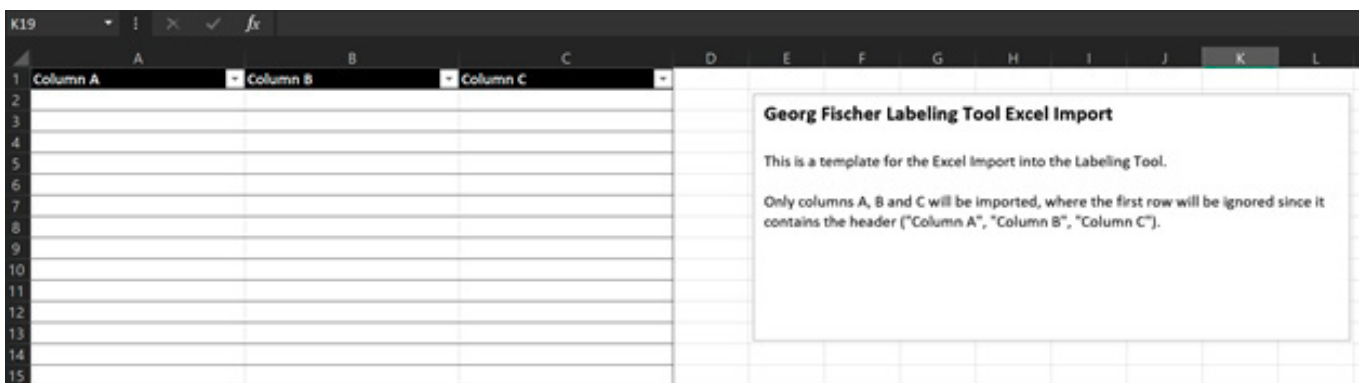 K19 fx
A B C D E F G H I J K L
1 Column A Column B Column C
2
3
4
5
6
7
8
9
10
11
12
13
14
15
Georg Fischer Labeling Tool Excel Import
This is a template for the Excel Import into the Labeling Tool.
Only columns A, B and C will be imported, where the first row will be ignored since it
contains the header ("Column A", "Column B", "Column C").